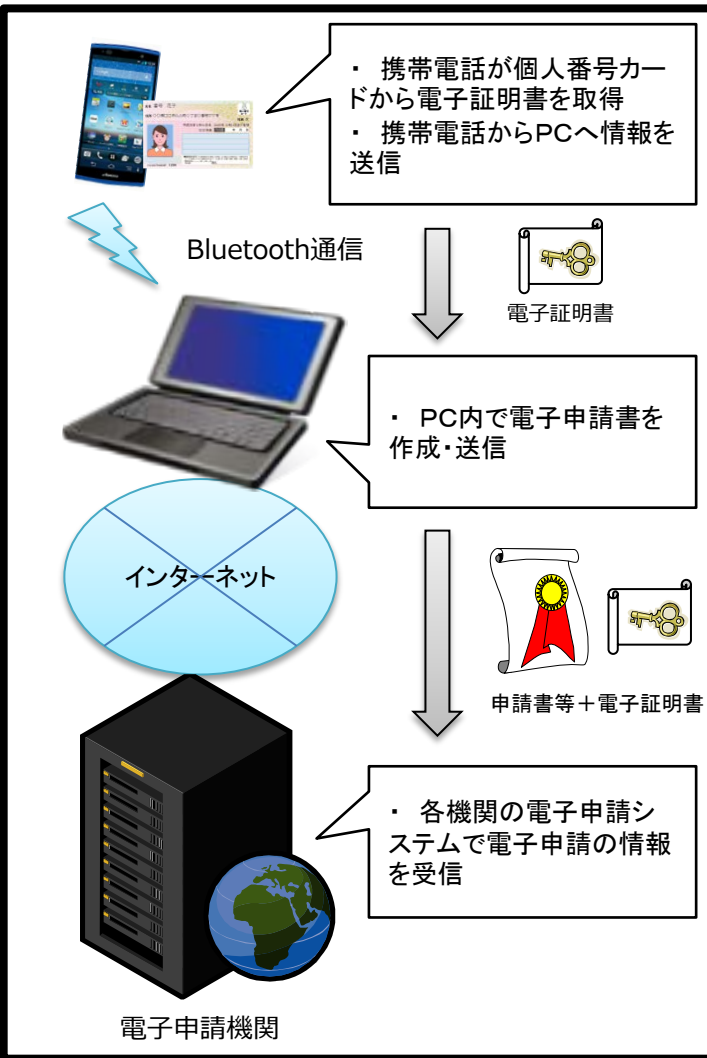 ・ 携帯電話が個人番号カー
ドから電子証明書を取得
・ 携帯電話からPCへ情報を
送信
Bluetooth通信
電子証明書
・ PC内で電子申請書を
作成・送信
インターネット
申請書等＋電子証明書
・ 各機関の電子申請シ
ステムで電子申請の情報
を受信
電子申請機関